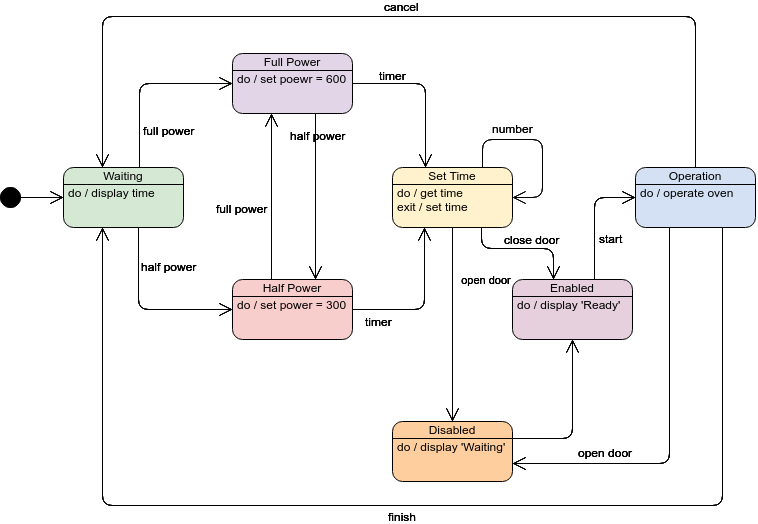 cancel
Full Power
do / set poewr = 600
timer
full power
half power
number
Waiting
do / display time
Set Time
do / get time
exit / set time
Operation
do / operate oven
full power
close door
start
half power
open door
Half Power
do / set power = 300
Enabled
do / display 'Ready'
timer
Disabled
do / display 'Waiting'
open door
finish